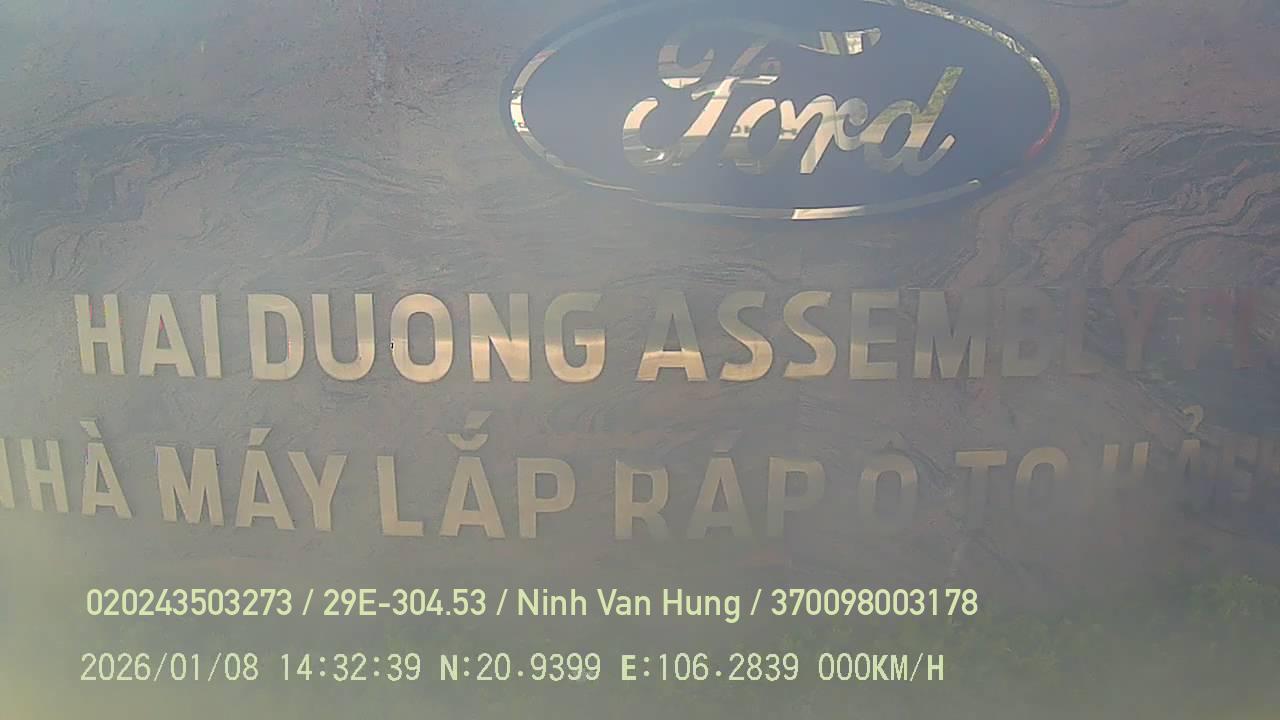 Ford
HAI DUONG ASSEMBLY
NHÀ MÁY LẮP RÁP Ô TÔ
020243503273 / 29E-304.53 / Ninh Van Hung / 370098003178
2026/01/08 14:32:39 N:20.9399 E:106.2839 000KM/H